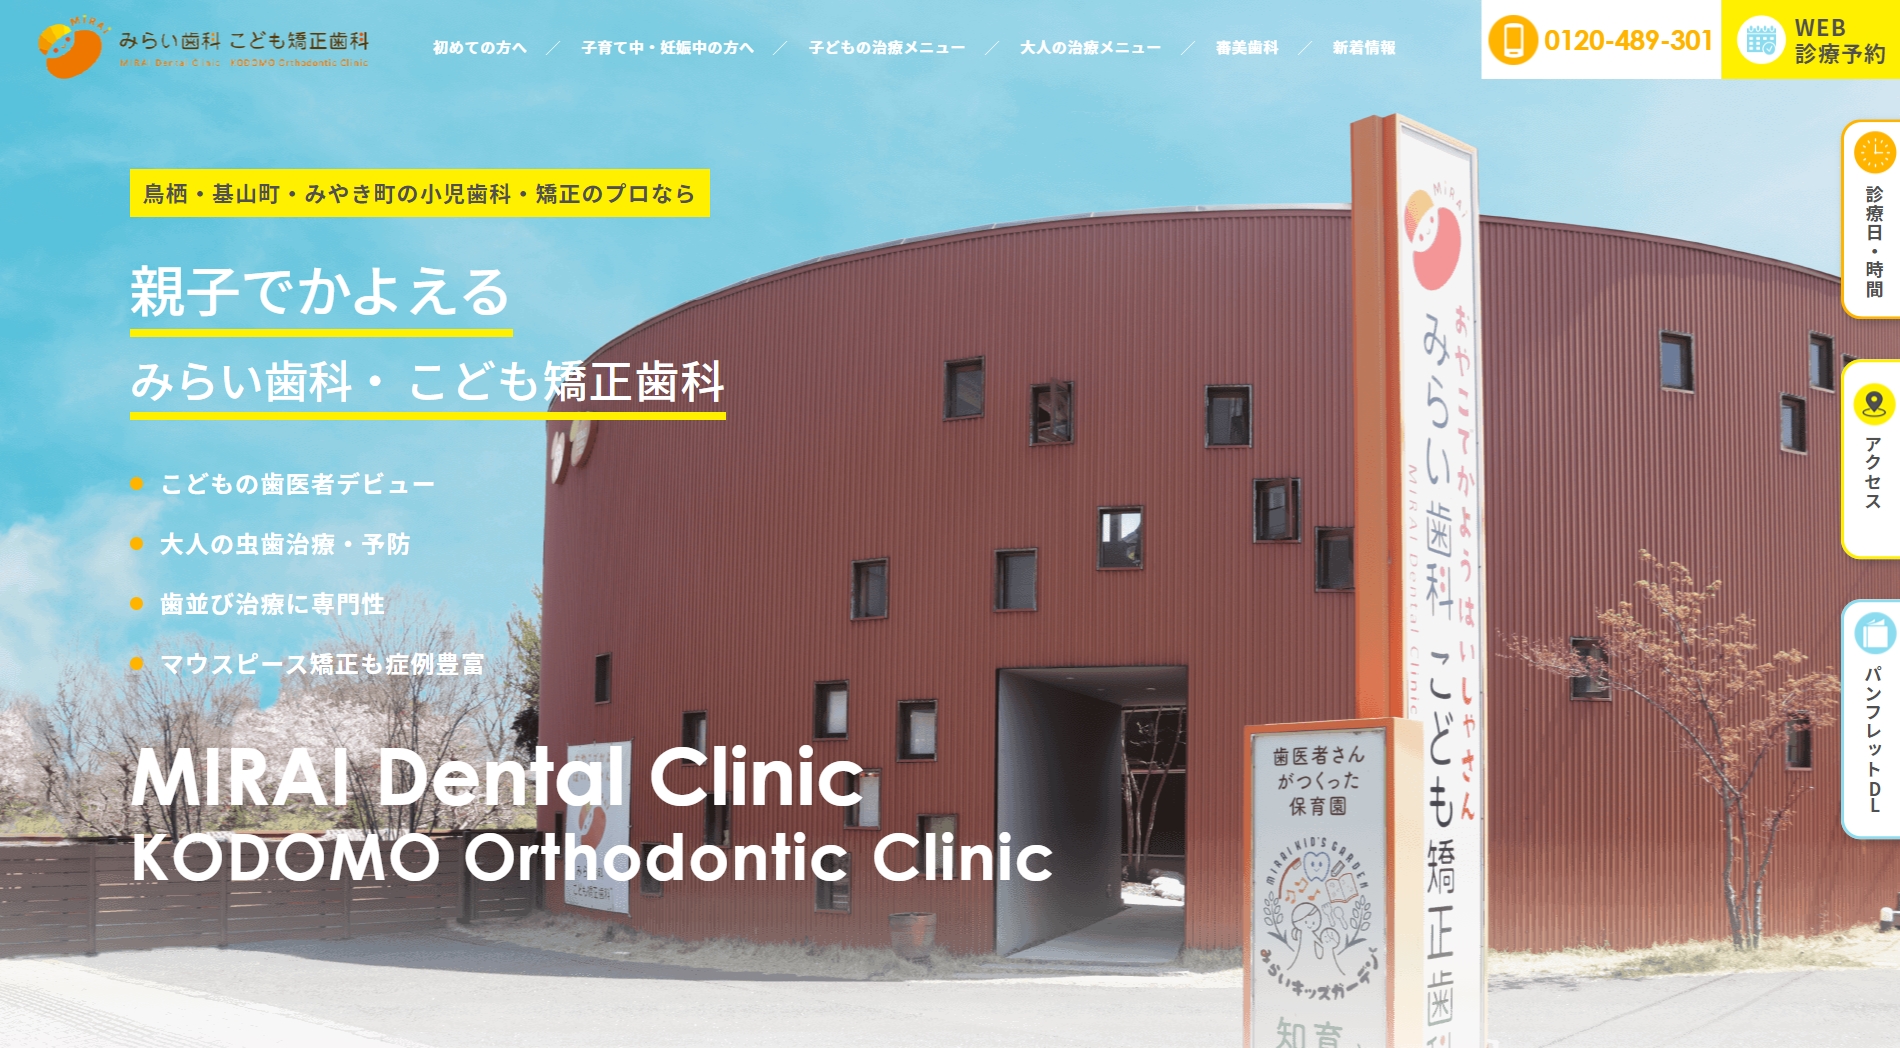 MIRAI
みらい歯科 こども矯正歯科
MIRAI Dental Clinic KODOMO Orthodontic Clinic
初めての方へ ／ 子育て中・妊娠中の方へ ／ 子どもの治療メニュー ／ 大人の治療メニュー ／ 審美歯科 ／ 新着情報
0120-489-301
WEB
診療予約
鳥栖・基山町・みやき町の小児歯科・矯正のプロなら
親子でかよえる
みらい歯科・こども矯正歯科
こどもの歯医者デビュー
大人の虫歯治療・予防
歯並び治療に専門性
マウスピース矯正も症例豊富
MIRAI Dental Clinic
KODOMO Orthodontic Clinic
診療日・時間
アクセス
パンフレットDL
MiRAi
おやこでかようはいしゃさん
みらい歯科 こども矯正歯科
MIRAI Dental Clinic
歯医者さん
がつくった
保育園
MIRAI KID'S GARDEN
みらいキッズガーデン
知育
こども矯正歯科